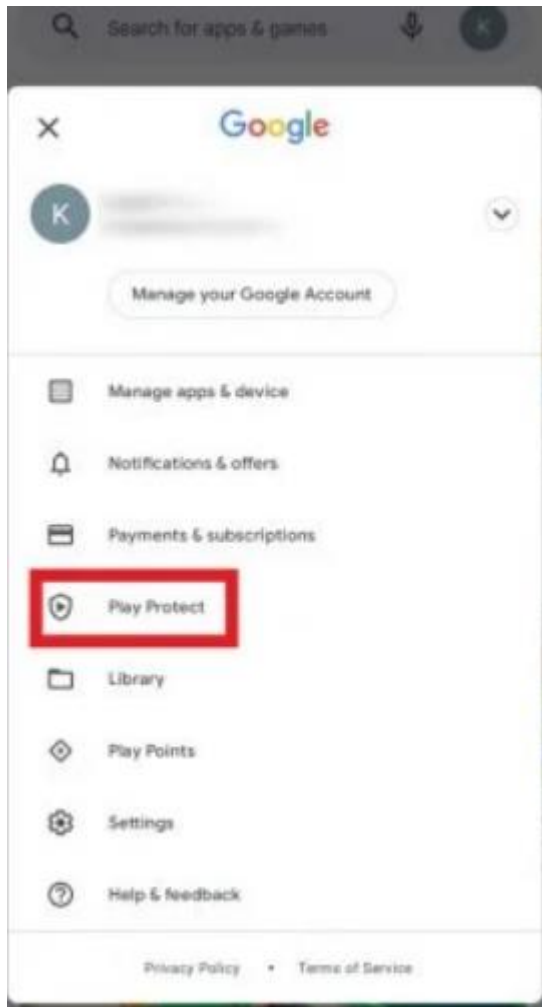 Search for apps & games
K
Google
K
Manage your Google Account
Manage apps & device
Notifications & offers
Payments & subscriptions
Play Protect
Library
Play Points
Settings
Help & feedback
Privacy Policy • Terms of Service